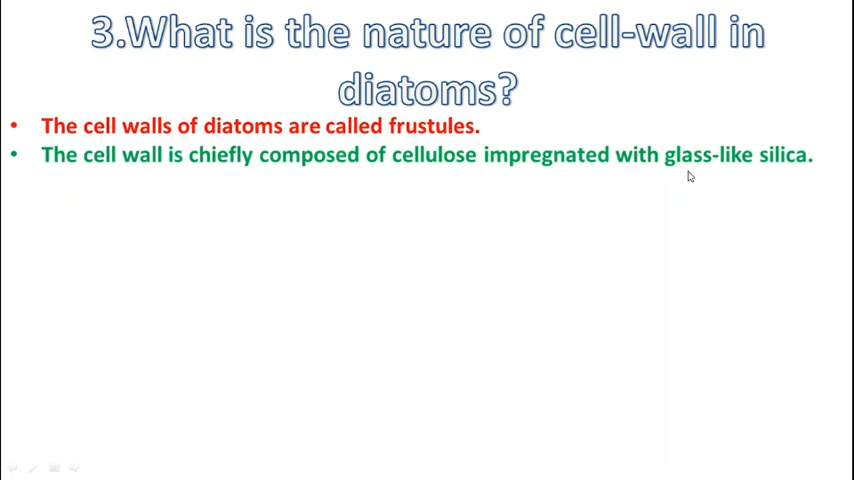 3.What is the nature of cell-wall in
diatoms?
• The cell walls of diatoms are called frustules.
• The cell wall is chiefly composed of cellulose impregnated with glass-like silica.